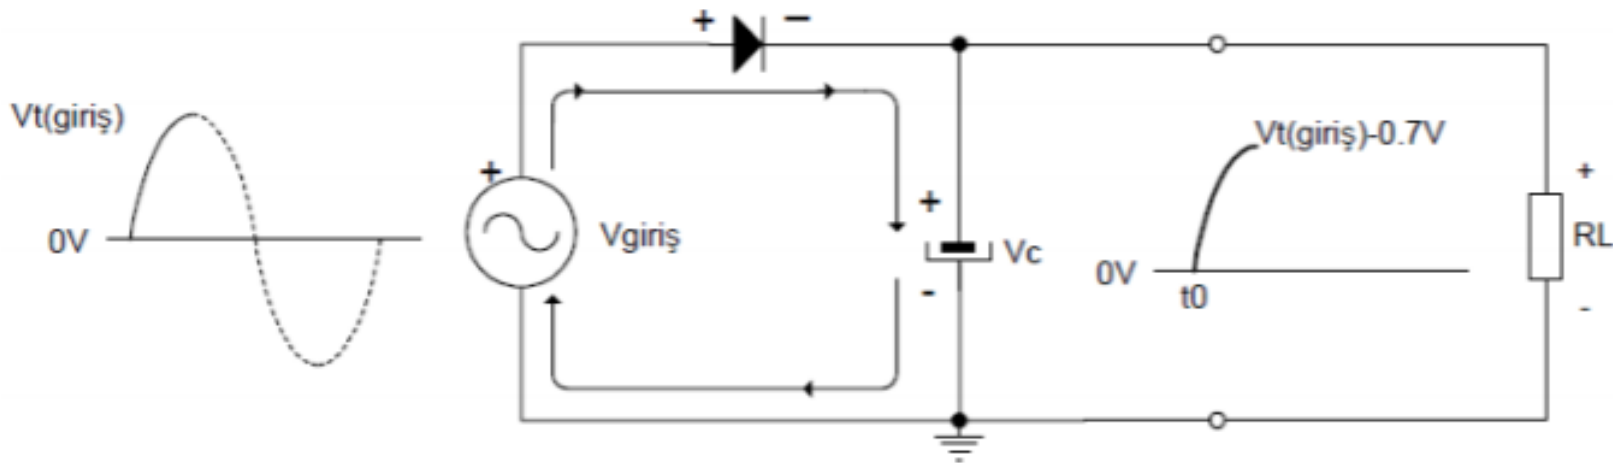 + −
Vt(giriş)
0V
+
Vgiriş
+
Vc
-
Vt(giriş)-0.7V
0V
t0
+
RL
-